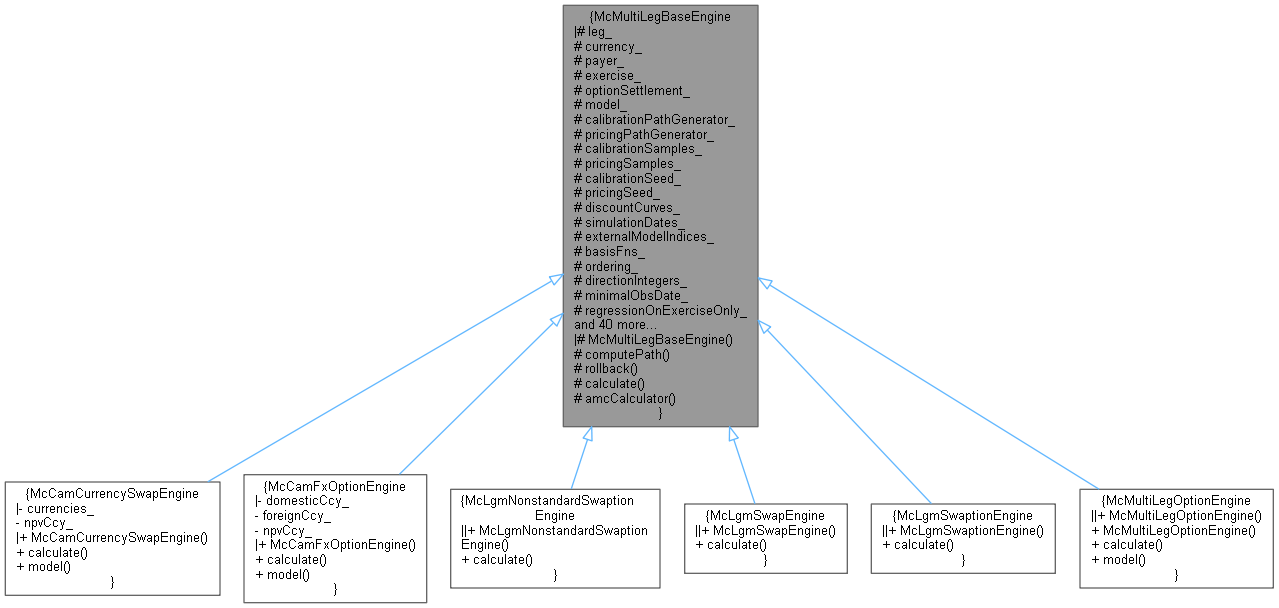 {McMultiLegBaseEngine
|# leg_
# currency_
# payer_
# exercise_
# optionSettlement_
# model_
# calibrationPathGenerator_
# pricingPathGenerator_
# calibrationSamples_
# pricingSamples_
# calibrationSeed_
# pricingSeed_
# discountCurves_
# simulationDates_
# externalModelIndices_
# basisFns_
# ordering_
# directionIntegers_
# minimalObsDate_
# regressionOnExerciseOnly_
and 40 more...
|# McMultiLegBaseEngine()
# computePath()
# rollback()
# calculate()
# amcCalculator()
}
{McCamCurrencySwapEngine
|- currencies_
- npvCcy_
|+ McCamCurrencySwapEngine()
+ calculate()
+ model()
}
{McCamFxOptionEngine
|- domesticCcy_
- foreignCcy_
- npvCcy_
|+ McCamFxOptionEngine()
+ calculate()
+ model()
}
{McLgmNonstandardSwaption
Engine
||+ McLgmNonstandardSwaption
Engine()
+ calculate()
}
{McLgmSwapEngine
||+ McLgmSwapEngine()
+ calculate()
}
{McLgmSwaptionEngine
||+ McLgmSwaptionEngine()
+ calculate()
}
{McMultiLegOptionEngine
||+ McMultiLegOptionEngine()
+ McMultiLegOptionEngine()
+ calculate()
+ model()
}